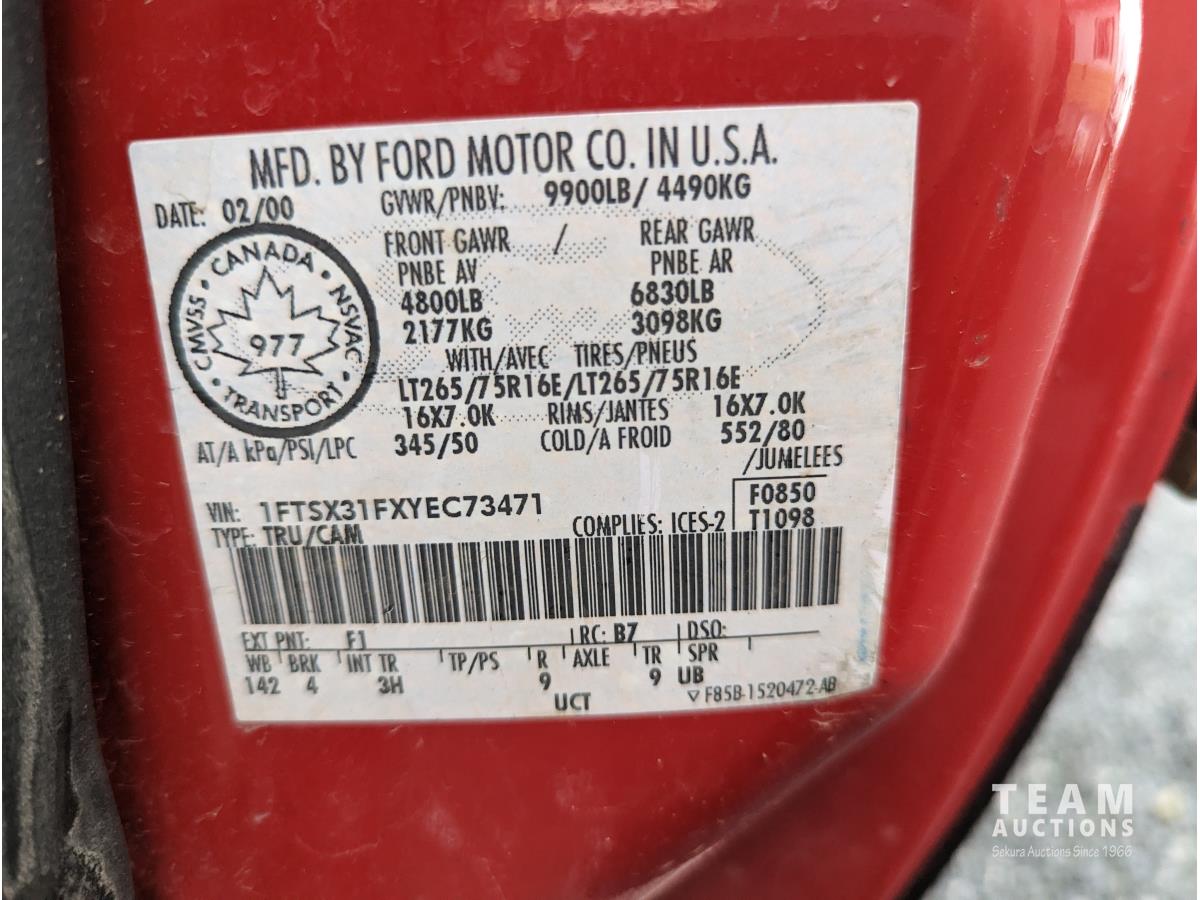 MFD. BY FORD MOTOR CO. IN U.S.A.
DATE: 02/00 GVWR/PNBV: 9900LB/ 4490KG
FRONT GAWR / REAR GAWR
PNBE AV PNBE AR
4800LB 6830LB
2177KG 3098KG
WITH/AVEC TIRES/PNEUS
LT265/75R16E/LT265/75R16E
16X7.0K RIMS/JANTES 16X7.0K
AT/A kPa/PSI/LPC 345/50 COLD/A FROID 552/80
/JUMELEES
CANADA
CMVSS NSVAC
977
TRANSPORT
VIN: 1FTSX31FXYEC73471 F0850
TYPE: TRU/CAM COMPLIES: ICES-2 T1098
EXT PNT: F1 RC: B7 DSO:
WB BRK INT TR TP/PS R AXLE TR SPR
142 4 3H 9 9 UB
UCT ▽ F85B-1520472-AB
TEAM
AUCTIONS
Sekura Auctions Since 1966